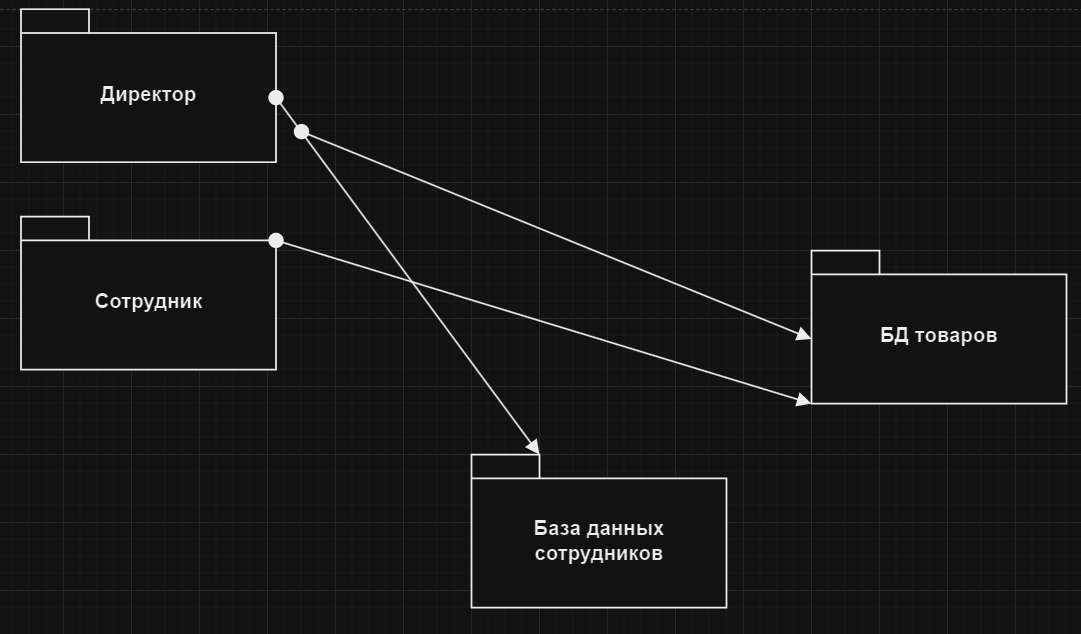 Директор
Сотрудник
БД товаров
База данных
сотрудников